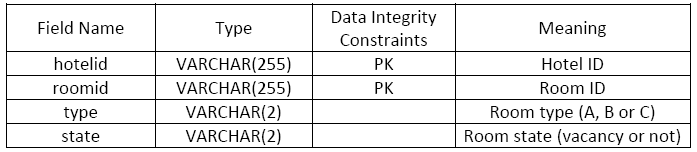 Field Name Type Data Integrity Constraints Meaning
hotelid VARCHAR(255) PK Hotel ID
roomid VARCHAR(255) PK Room ID
type VARCHAR(2) Room type (A, B or C)
state VARCHAR(2) Room state (vacancy or not)